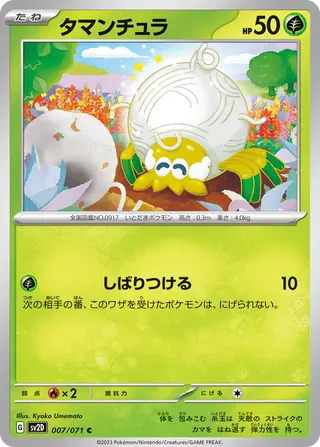 たね
タマンチュラ
HP50
全国図鑑NO.0917 いとだまポケモン 高さ：0.3m 重さ：4.0kg
しばりつける 10
次の相手の番、このワザを受けたポケモンは、にげられない。
弱点 ×2 抵抗力 にげる
Illus. Kyoko Umemoto
G SV2D 007/071 C
体を 包み込む 糸玉は 天敵の ストライクの
カマを はね返す 弾力性を 持つ。
©2023 Pokémon/Nintendo/Creatures/GAME FREAK.